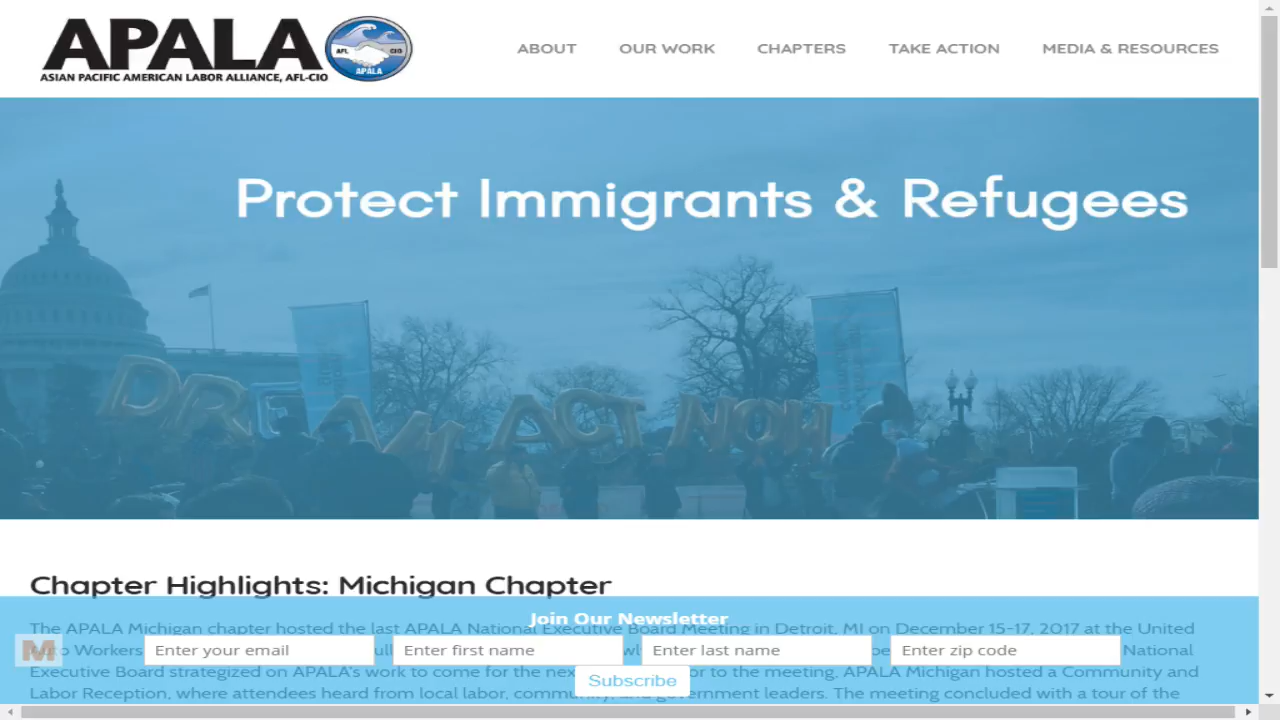 APALA
ASIAN PACIFIC AMERICAN LABOR ALLIANCE, AFL-CIO
AFL CIO
APALA
ABOUT
OUR WORK
CHAPTERS
TAKE ACTION
MEDIA & RESOURCES
Protect Immigrants & Refugees
DREAM ACT NOW
Chapter Highlights: Michigan Chapter
Join Our Newsletter
The APALA Michigan chapter hosted the last APALA National Executive Board Meeting in Detroit, MI on December 15-17, 2017 at the United
Workers National
M
Enter your email
Enter first name
Enter last name
Enter zip code
Executive Board strategized on APALA's work to come for the to the meeting, APALA Michigan hosted a Community and
Subscribe
Labor Reception, where attendees heard from local labor, community, and government leaders. The meeting concluded with a tour of the